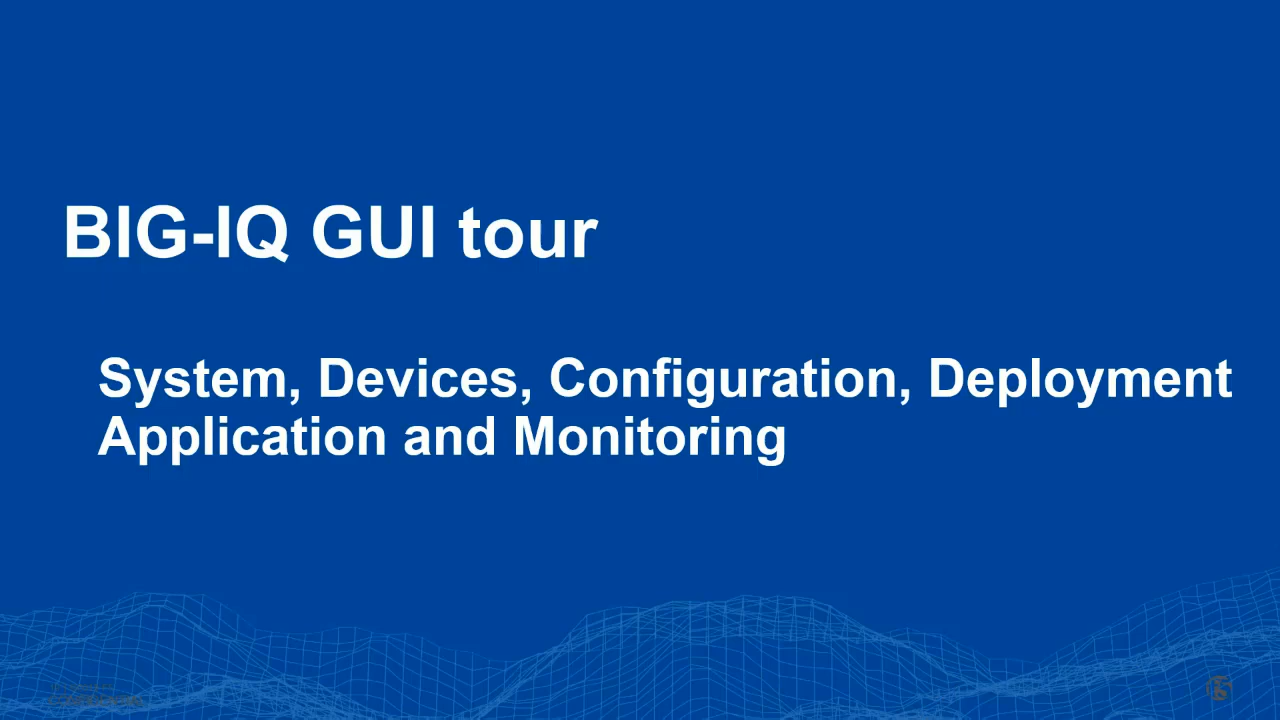 BIG-IQ GUI tour
System, Devices, Configuration, Deployment
Application and Monitoring